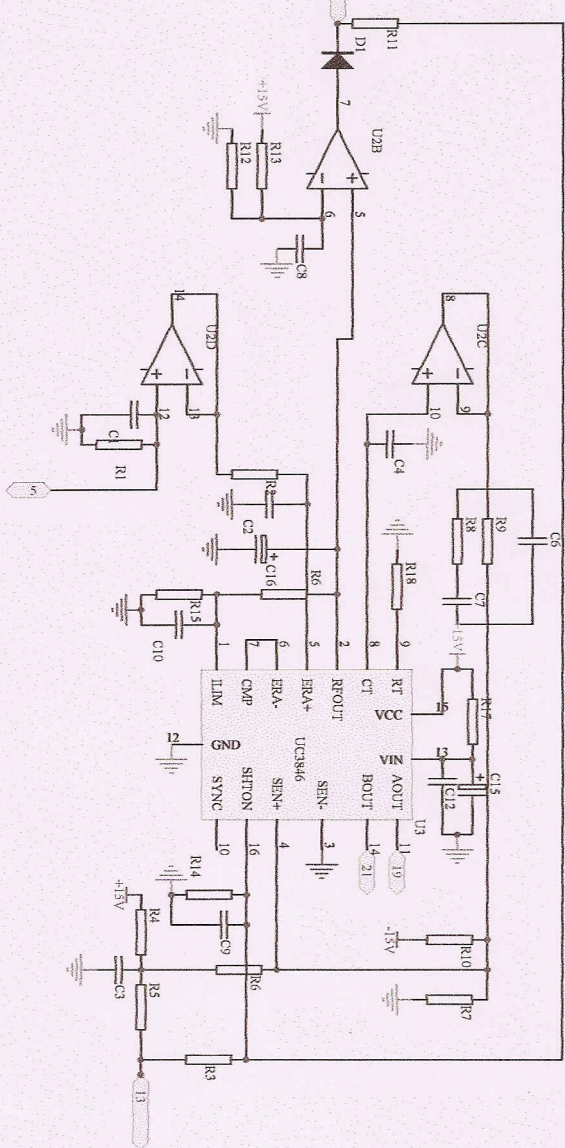 R11
D1
7
U2B
+15V
R13
R12
6
5
C8
14
U2D
13
12
C1
R1
5
8
U2C
9
10
C4
C6
R9
R8
C7
R2
C2
C16
R6
R18
R15
C10
-15V
R17
C15
C12
1
7
6
5
2
8
9
15
13
ILIM
CMP
ERA-
ERA+
RFOUT
CT
RT
VCC
VIN
12
GND
UC3846
SYNC
SHTON
SEN+
SEN-
BOUT
AOUT
U3
10
16
4
3
14
11
21
19
R14
C9
+15V
R4
C3
R5
R6
-15V
R10
R7
R3
13